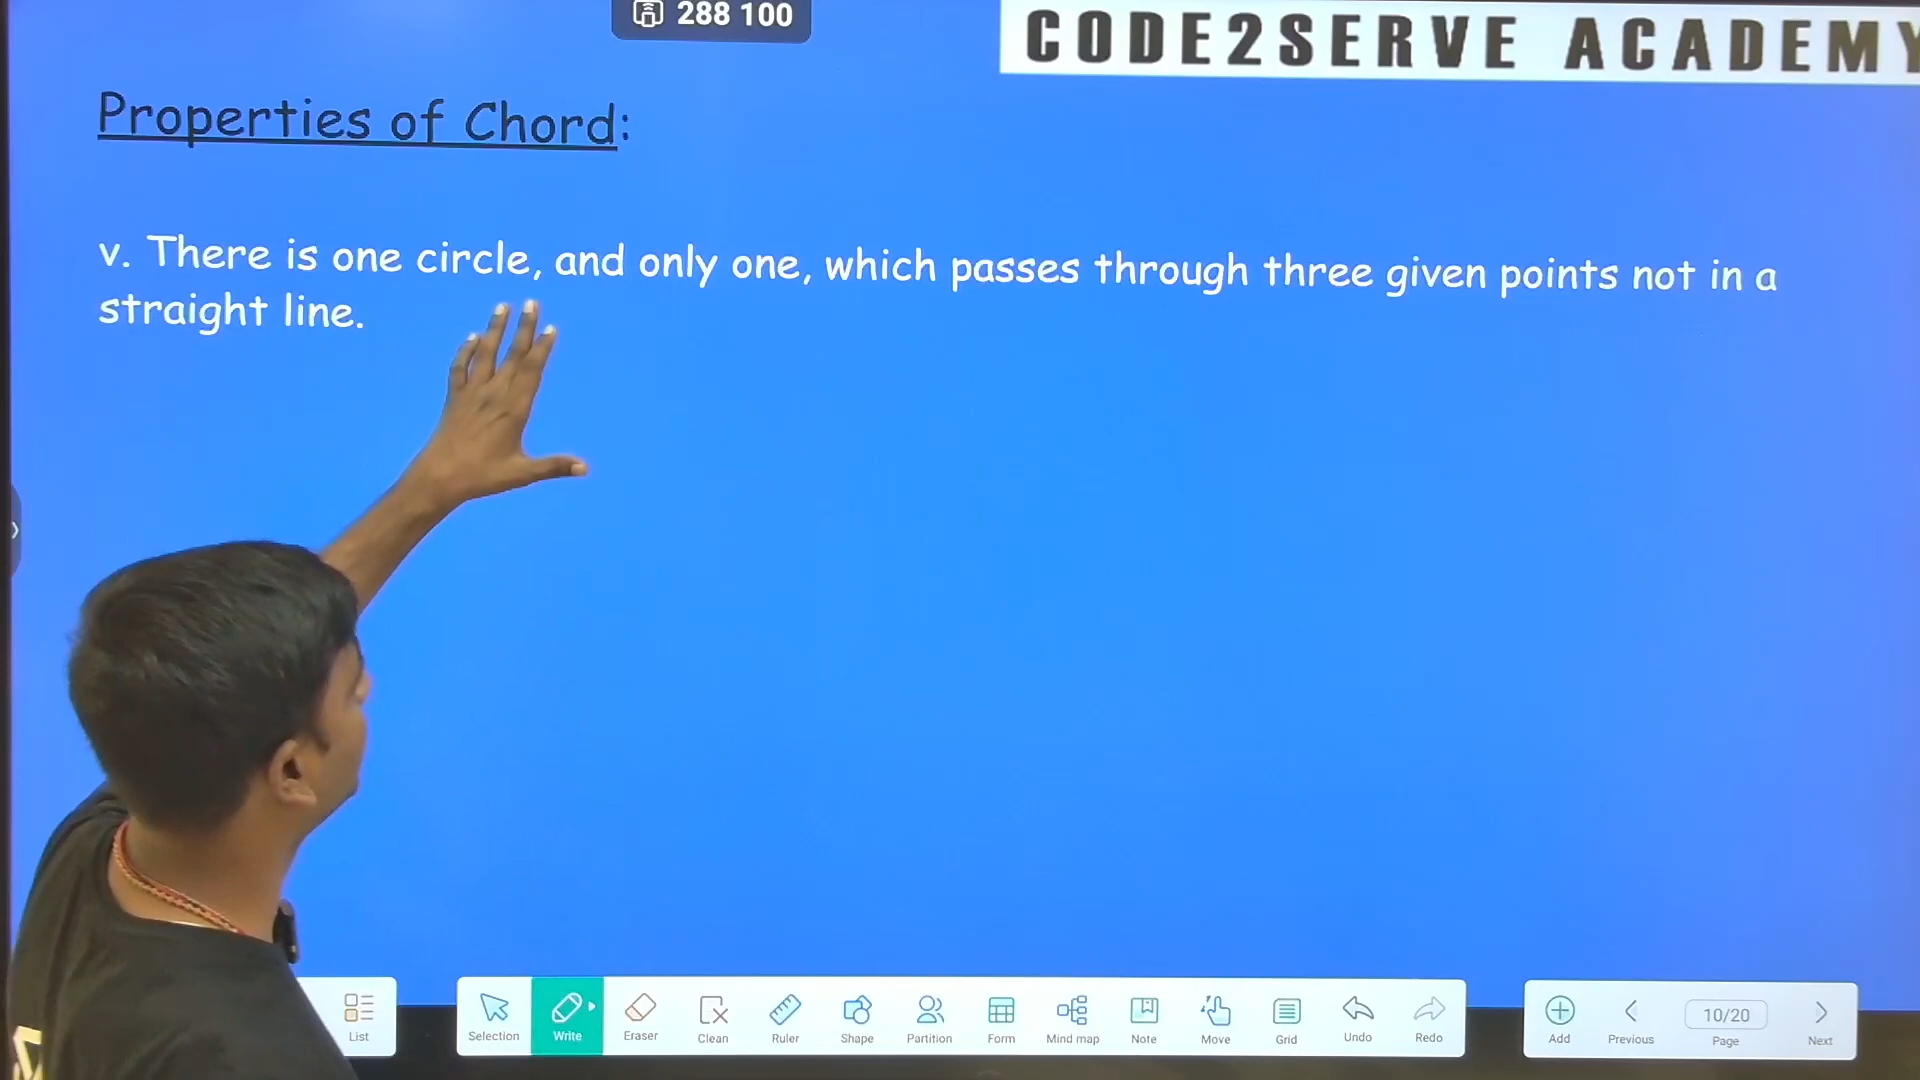 288 100
CODE2SERVE ACADEMY
Properties of Chord:
v. There is one circle, and only one, which passes through three given points not in a
straight line.
List
Selection
Write
Eraser
Clean
Ruler
Shape
Partition
Form
Mind map
Note
Move
Grid
Undo
Redo
Add
Previous
10/20
Page
Next